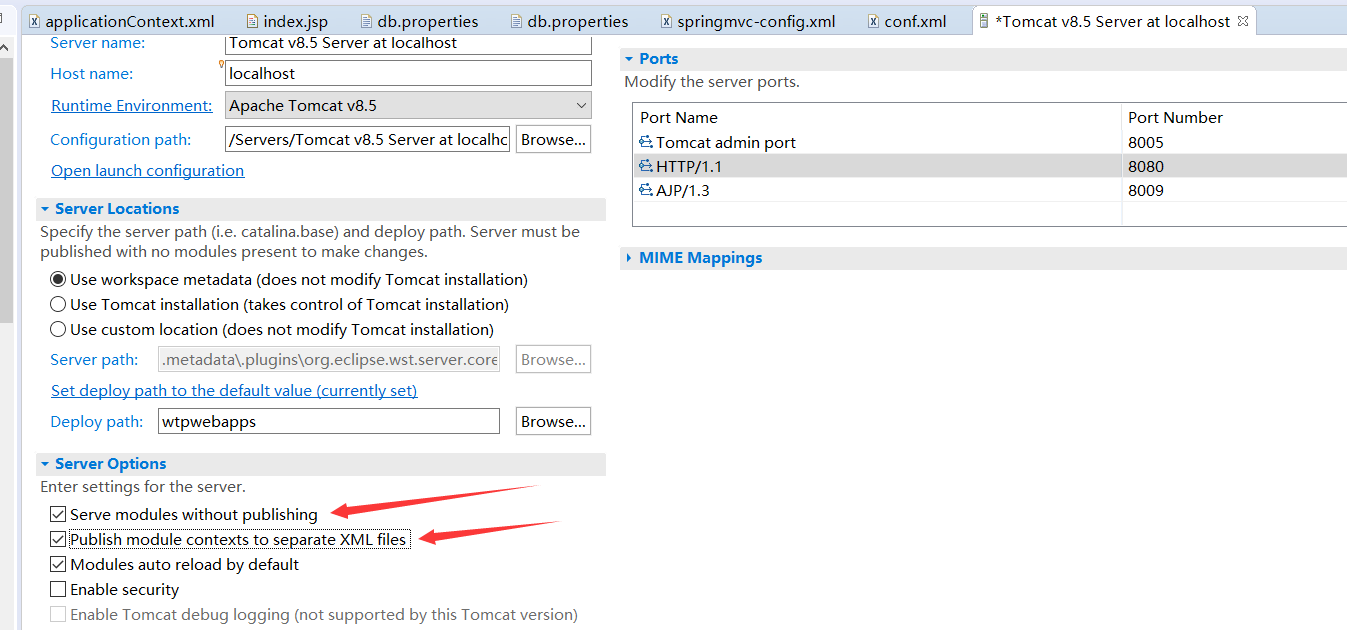 applicationContext.xml index.jsp db.properties db.properties springmvc-config.xml conf.xml *Tomcat v8.5 Server at localhost
Server name: Tomcat v8.5 Server at localhost
Host name: localhost
Runtime Environment: Apache Tomcat v8.5
Configuration path: /Servers/Tomcat v8.5 Server at localhc Browse...
Open launch configuration
Server Locations
Specify the server path (i.e. catalina.base) and deploy path. Server must be
published with no modules present to make changes.
Use workspace metadata (does not modify Tomcat installation)
Use Tomcat installation (takes control of Tomcat installation)
Use custom location (does not modify Tomcat installation)
Server path: .metadata\.plugins\org.eclipse.wst.server.core Browse...
Set deploy path to the default value (currently set)
Deploy path: wtpwebapps Browse...
Server Options
Enter settings for the server.
Serve modules without publishing
Publish module contexts to separate XML files
Modules auto reload by default
Enable security
Enable Tomcat debug logging (not supported by this Tomcat version)
Ports
Modify the server ports.
Port Name Port Number
Tomcat admin port 8005
HTTP/1.1 8080
AJP/1.3 8009
MIME Mappings